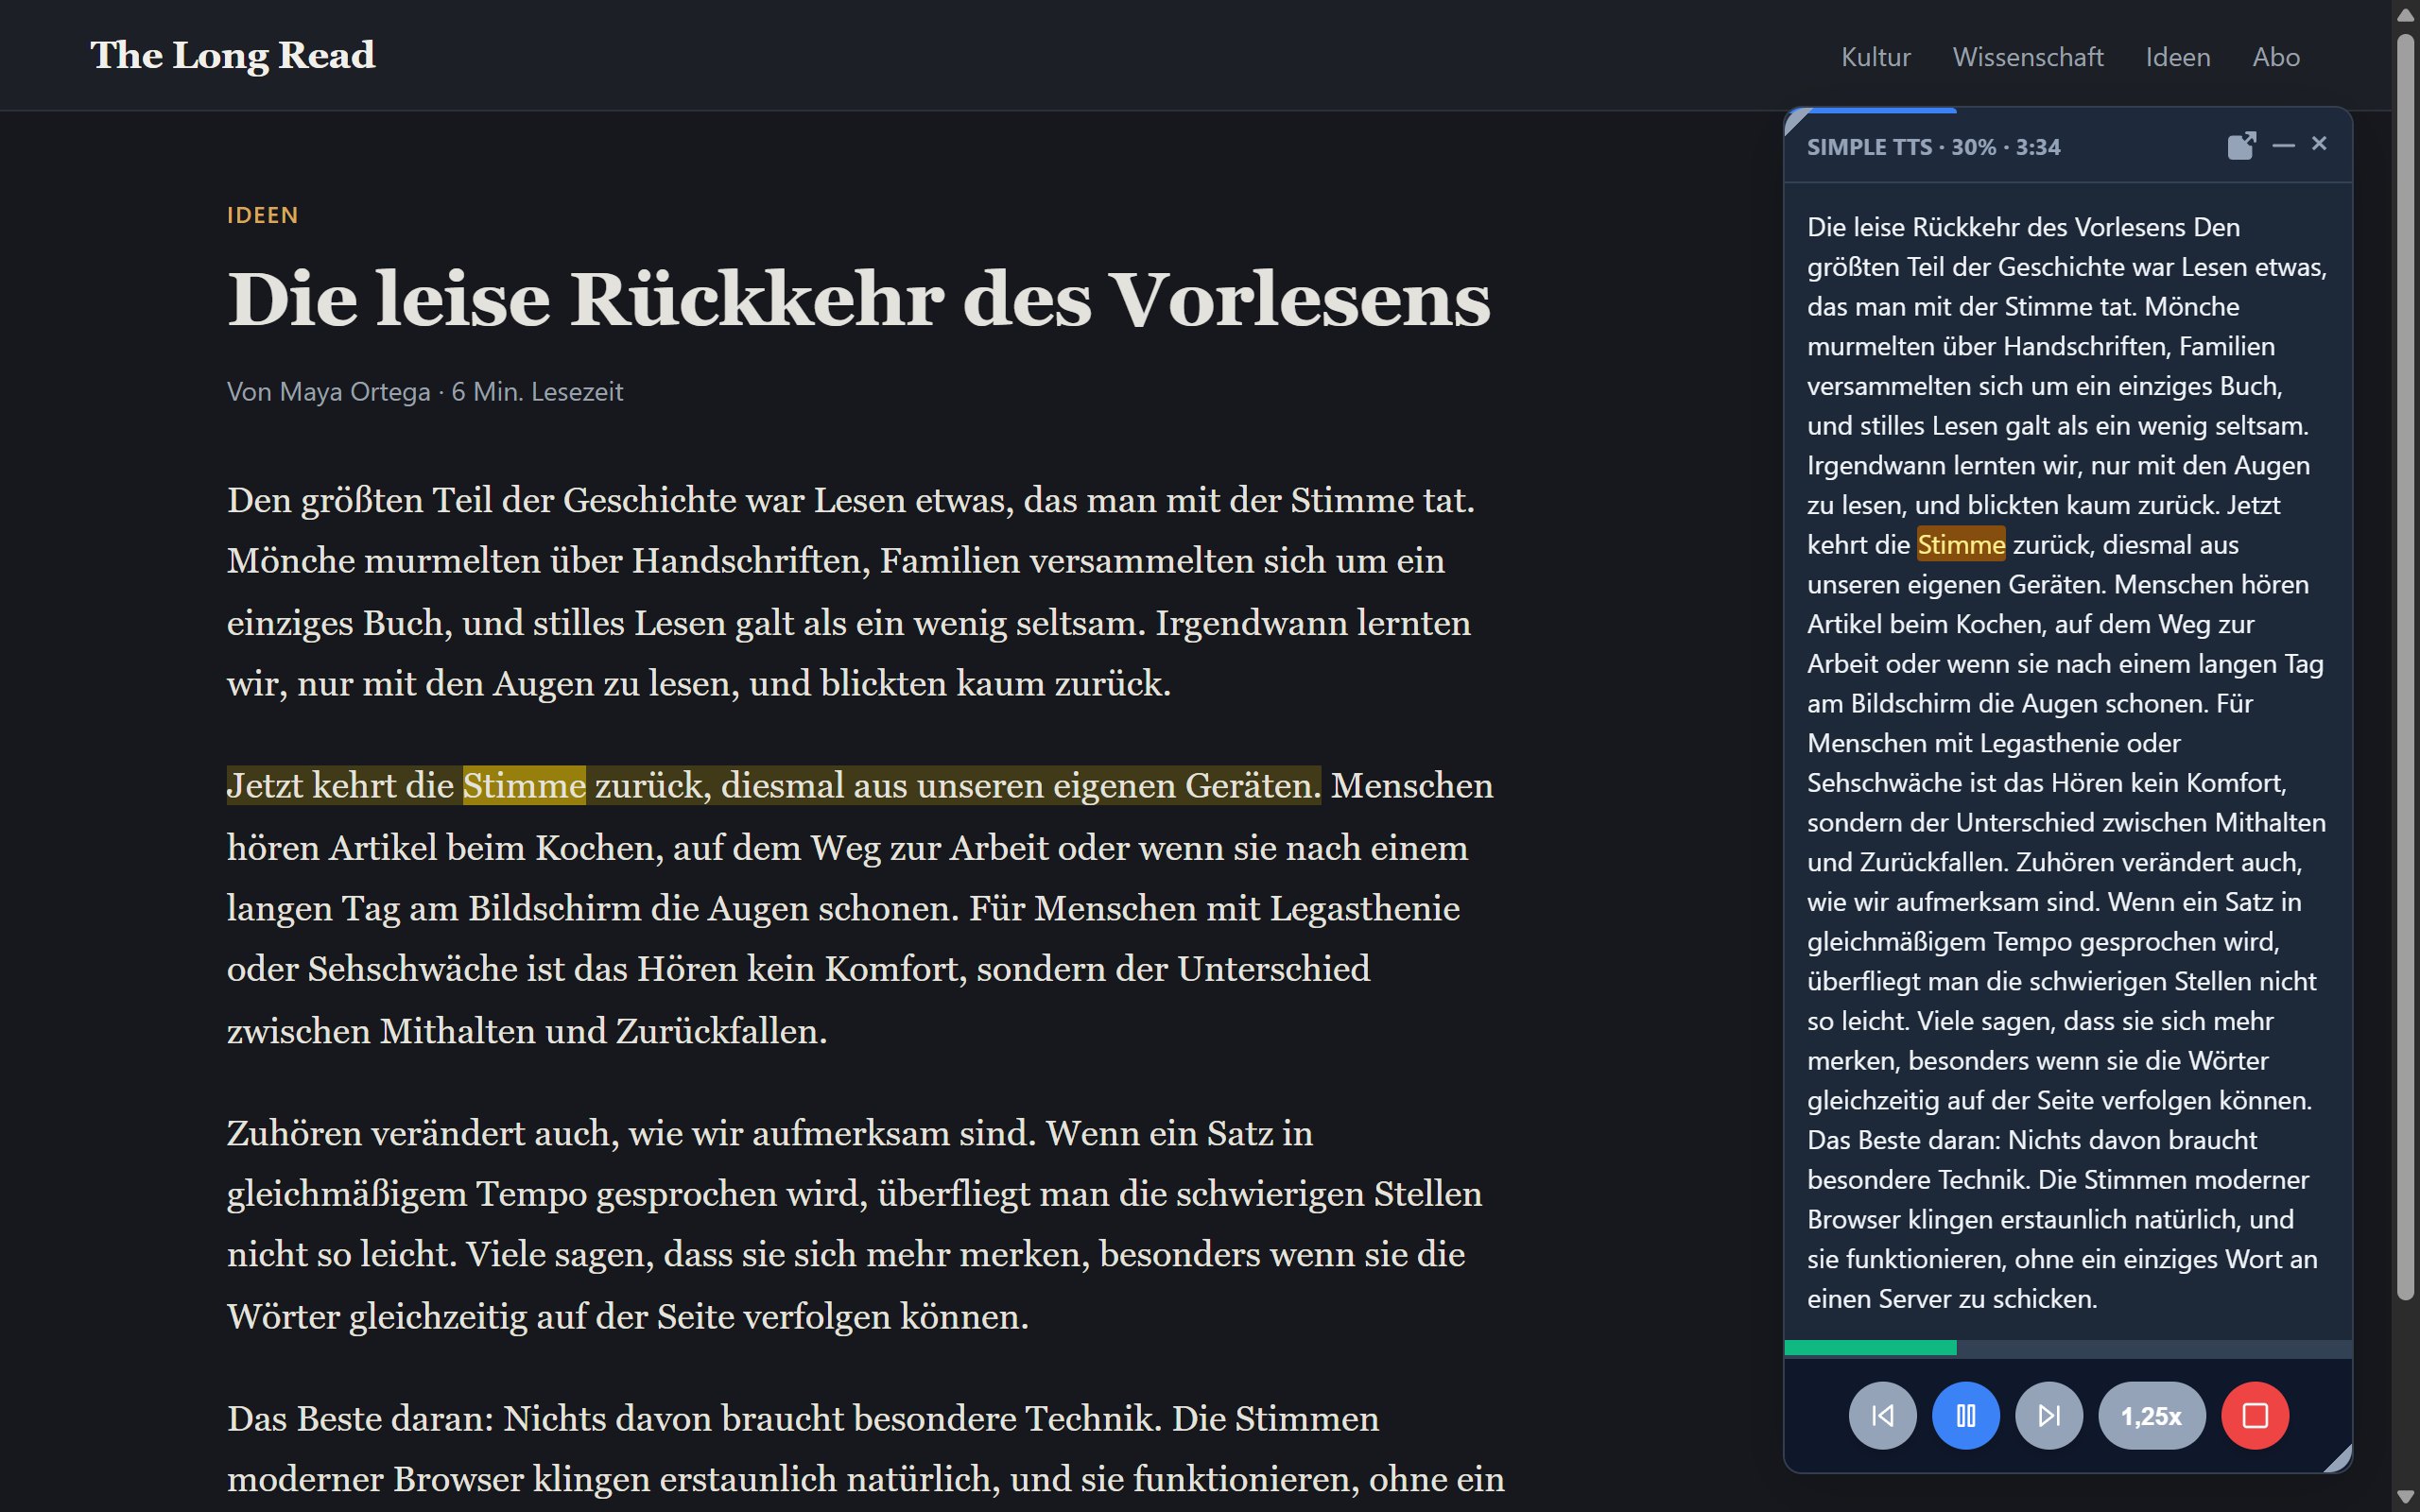 The Long Read
Kultur Wissenschaft Ideen Abo
IDEEN
Die leise Rückkehr des Vorlesens
Von Maya Ortega · 6 Min. Lesezeit
Den größten Teil der Geschichte war Lesen etwas, das man mit der Stimme tat.
Mönche murmelten über Handschriften, Familien versammelten sich um ein
einziges Buch, und stilles Lesen galt als ein wenig seltsam. Irgendwann lernten
wir, nur mit den Augen zu lesen, und blickten kaum zurück.
Jetzt kehrt die Stimme zurück, diesmal aus unseren eigenen Geräten. Menschen
hören Artikel beim Kochen, auf dem Weg zur Arbeit oder wenn sie nach einem
langen Tag am Bildschirm die Augen schonen. Für Menschen mit Legasthenie
oder Sehschwäche ist das Hören kein Komfort, sondern der Unterschied
zwischen Mithalten und Zurückfallen.
Zuhören verändert auch, wie wir aufmerksam sind. Wenn ein Satz in
gleichmäßigem Tempo gesprochen wird, überfliegt man die schwierigen Stellen
nicht so leicht. Viele sagen, dass sie sich mehr merken, besonders wenn sie die
Wörter gleichzeitig auf der Seite verfolgen können.
Das Beste daran: Nichts davon braucht besondere Technik. Die Stimmen
moderner Browser klingen erstaunlich natürlich, und sie funktionieren, ohne ein
SIMPLE TTS · 30% · 3:34
Die leise Rückkehr des Vorlesens Den
größten Teil der Geschichte war Lesen etwas,
das man mit der Stimme tat. Mönche
murmelten über Handschriften, Familien
versammelten sich um ein einziges Buch,
und stilles Lesen galt als ein wenig seltsam.
Irgendwann lernten wir, nur mit den Augen
zu lesen, und blickten kaum zurück. Jetzt
kehrt die Stimme zurück, diesmal aus
unseren eigenen Geräten. Menschen hören
Artikel beim Kochen, auf dem Weg zur
Arbeit oder wenn sie nach einem langen Tag
am Bildschirm die Augen schonen. Für
Menschen mit Legasthenie oder
Sehschwäche ist das Hören kein Komfort,
sondern der Unterschied zwischen Mithalten
und Zurückfallen. Zuhören verändert auch,
wie wir aufmerksam sind. Wenn ein Satz in
gleichmäßigem Tempo gesprochen wird,
überfliegt man die schwierigen Stellen nicht
so leicht. Viele sagen, dass sie sich mehr
merken, besonders wenn sie die Wörter
gleichzeitig auf der Seite verfolgen können.
Das Beste daran: Nichts davon braucht
besondere Technik. Die Stimmen moderner
Browser klingen erstaunlich natürlich, und
sie funktionieren, ohne ein einziges Wort an
einen Server zu schicken.
1,25x